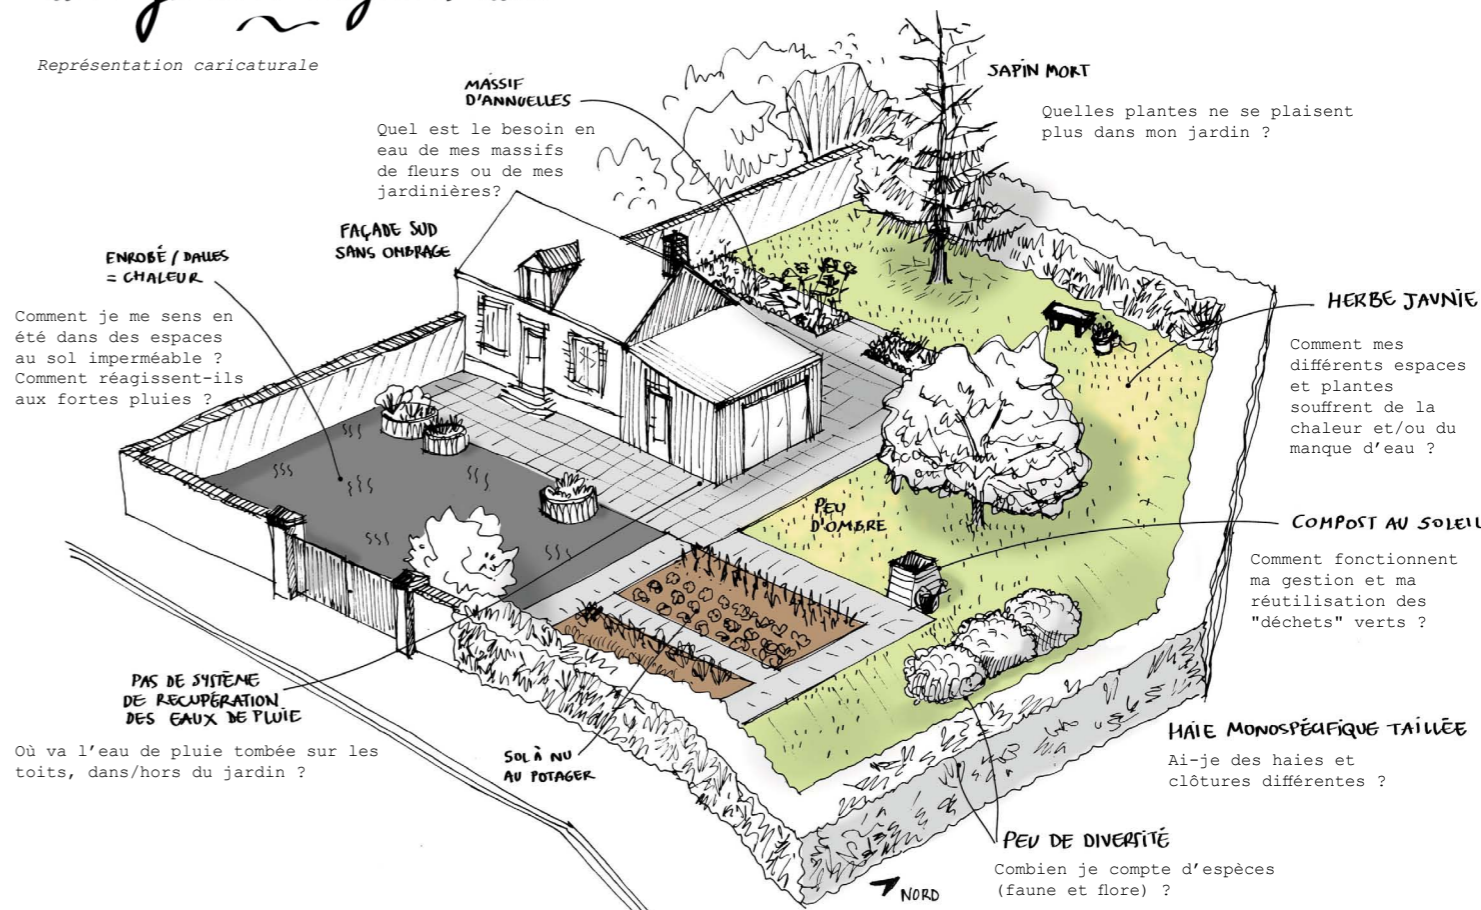 Représentation caricaturale
MASSIF
D'ANNUELLES
Quel est le besoin en
eau de mes massifs
de fleurs ou de mes
jardinières?
SAPIN MORT
Quelles plantes ne se plaisent
plus dans mon jardin ?
FAÇADE SUD
SANS OMBRAGE
ENROBÉ / DALLES
= CHALEUR
Comment je me sens en
été dans des espaces
au sol imperméable ?
Comment réagissent-ils
aux fortes pluies ?
HERBE JAUNIE
Comment mes
différents espaces
et plantes
souffrent de la
chaleur et/ou du
manque d'eau ?
PEU
D'OMBRE
COMPOST AU SOLEIL
Comment fonctionnent
ma gestion et ma
réutilisation des
"déchets" verts ?
PAS DE SYSTÈME
DE RECUPÉRATION
DES EAUX DE PLUIE
Où va l'eau de pluie tombée sur les
toits, dans/hors du jardin ?
SOL À NU
AU POTAGER
HAIE MONOSPÉCIFIQUE TAILLÉE
Ai-je des haies et
clôtures différentes ?
PEU DE DIVERSITÉ
Combien je compte d'espèces
(faune et flore) ?
NORD